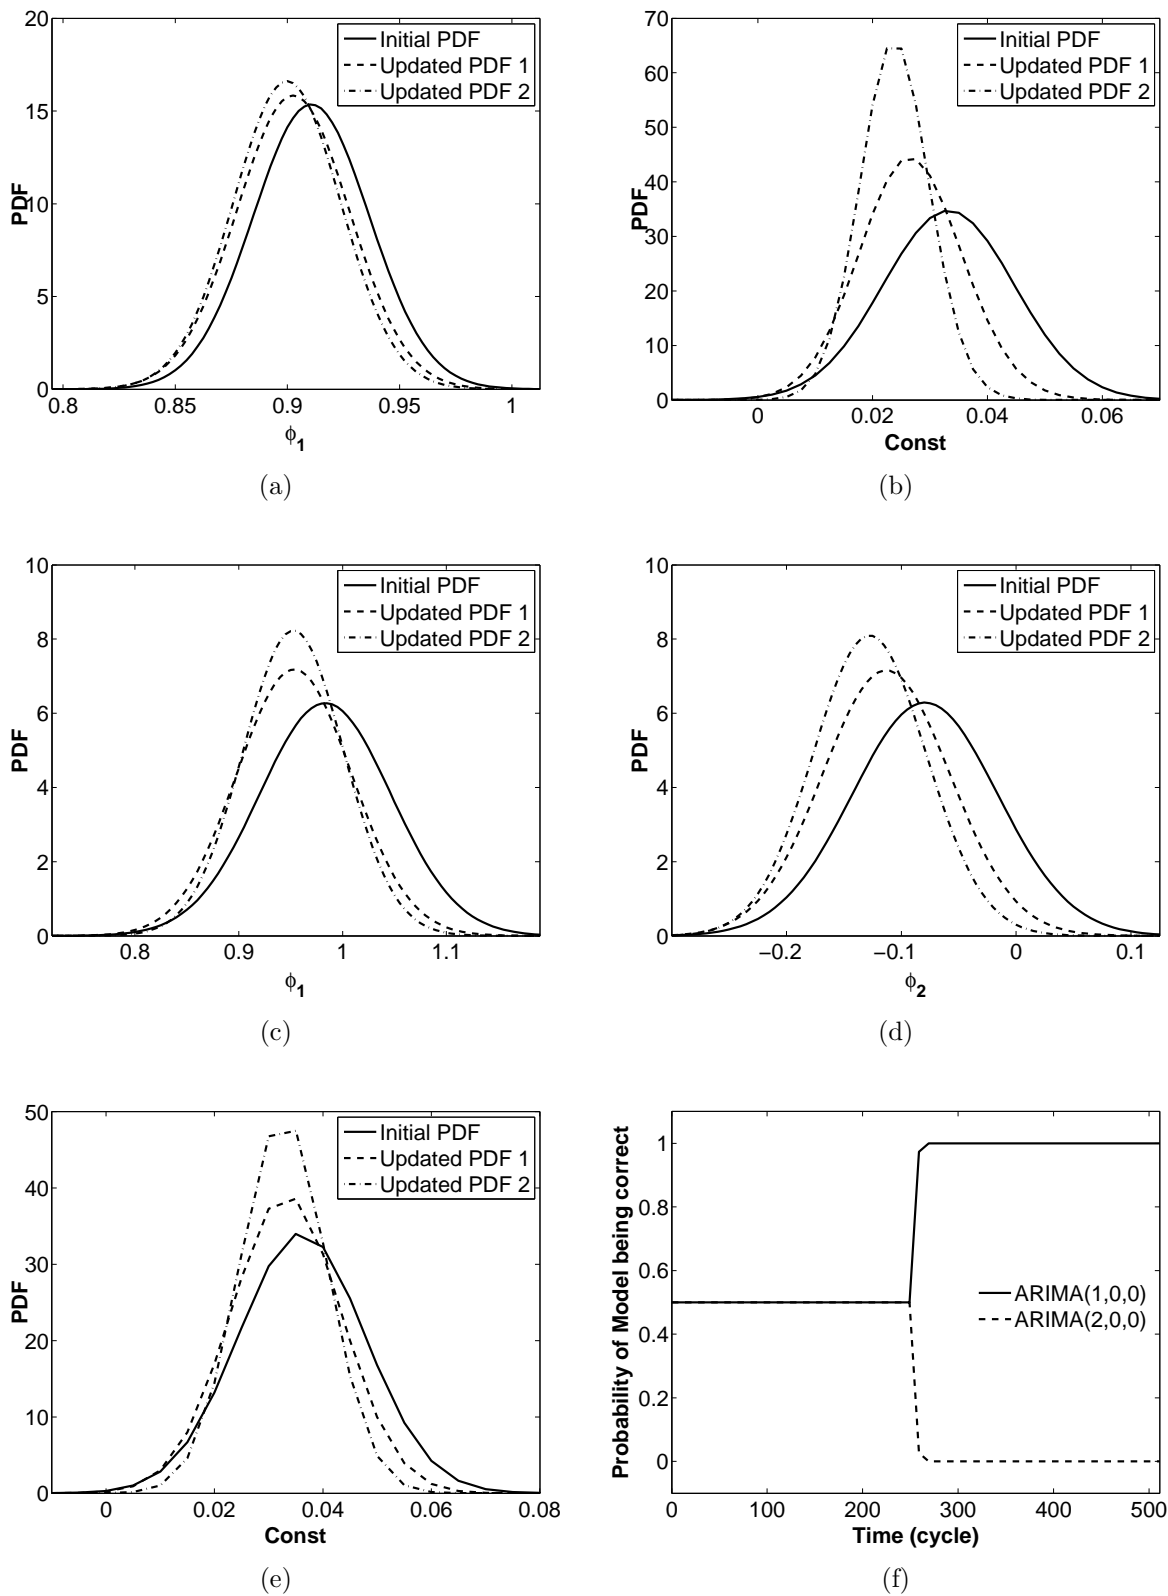 20
15
10
5
0
PDF
0.8
0.85
0.9
0.95
1
ϕ1
Initial PDF
Updated PDF 1
Updated PDF 2
(a)
70
60
50
40
30
20
10
0
PDF
0
0.02
0.04
0.06
Const
Initial PDF
Updated PDF 1
Updated PDF 2
(b)
10
8
6
4
2
0
PDF
0.8
0.9
1
1.1
ϕ1
Initial PDF
Updated PDF 1
Updated PDF 2
(c)
10
8
6
4
2
0
PDF
−0.2
−0.1
0
0.1
ϕ2
Initial PDF
Updated PDF 1
Updated PDF 2
(d)
50
40
30
20
10
0
PDF
0
0.02
0.04
0.06
0.08
Const
Initial PDF
Updated PDF 1
Updated PDF 2
(e)
1
0.8
0.6
0.4
0.2
0
Probability of Model being correct
0
100
200
300
400
500
Time (cycle)
ARIMA(1,0,0)
ARIMA(2,0,0)
(f)